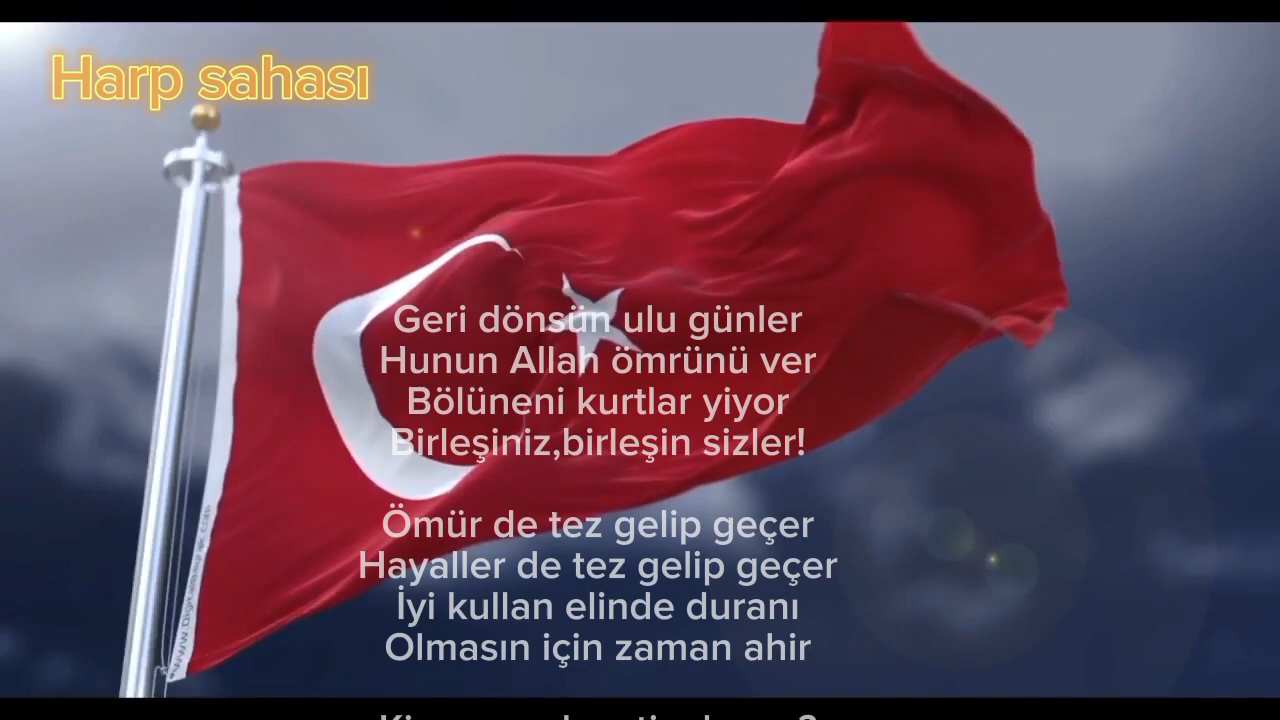 Harp sahası
Geri dönsün ulu günler
Hunun Allah ömrünü ver
Bölüneni kurtlar yiyor
Birleşiniz,birleşin sizler!
Ömür de tez gelip geçer
Hayaller de tez gelip geçer
İyi kullan elinde duranı
Olmasın için zaman ahir